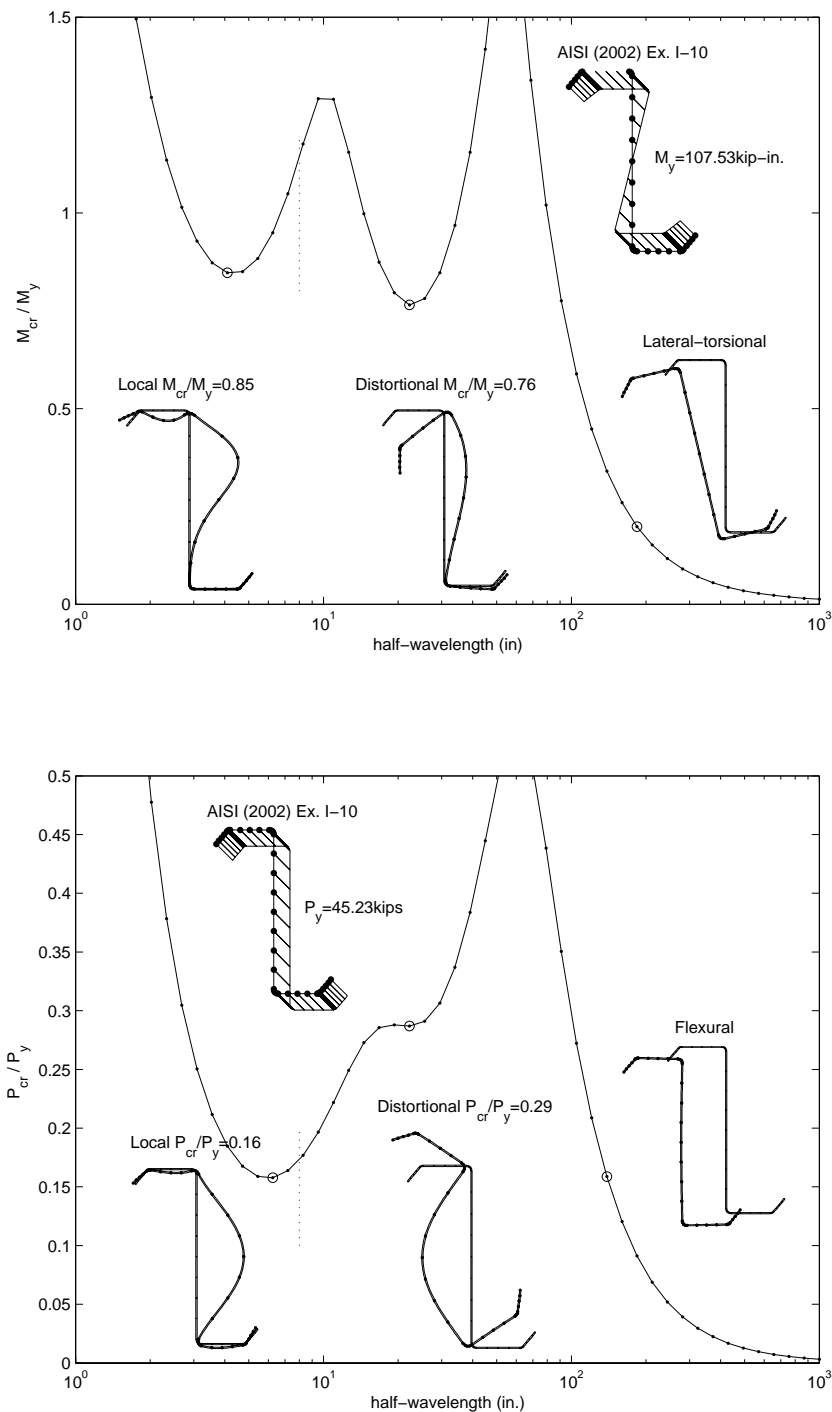 1.5
AISI (2002) Ex. I−10
M_y=107.53kip−in.
1
M_cr / M_y
Lateral−torsional
Local M_cr/M_y=0.85
Distortional M_cr/M_y=0.76
0.5
0
10^0
10^1
10^2
10^3
half−wavelength (in)
0.5
AISI (2002) Ex. I−10
0.45
0.4
P_y=45.23kips
0.35
0.3
Flexural
0.25
P_cr / P_y
Distortional P_cr/P_y=0.29
0.2
Local P_cr/P_y=0.16
0.15
0.1
0.05
0
10^0
10^1
10^2
10^3
half−wavelength (in.)